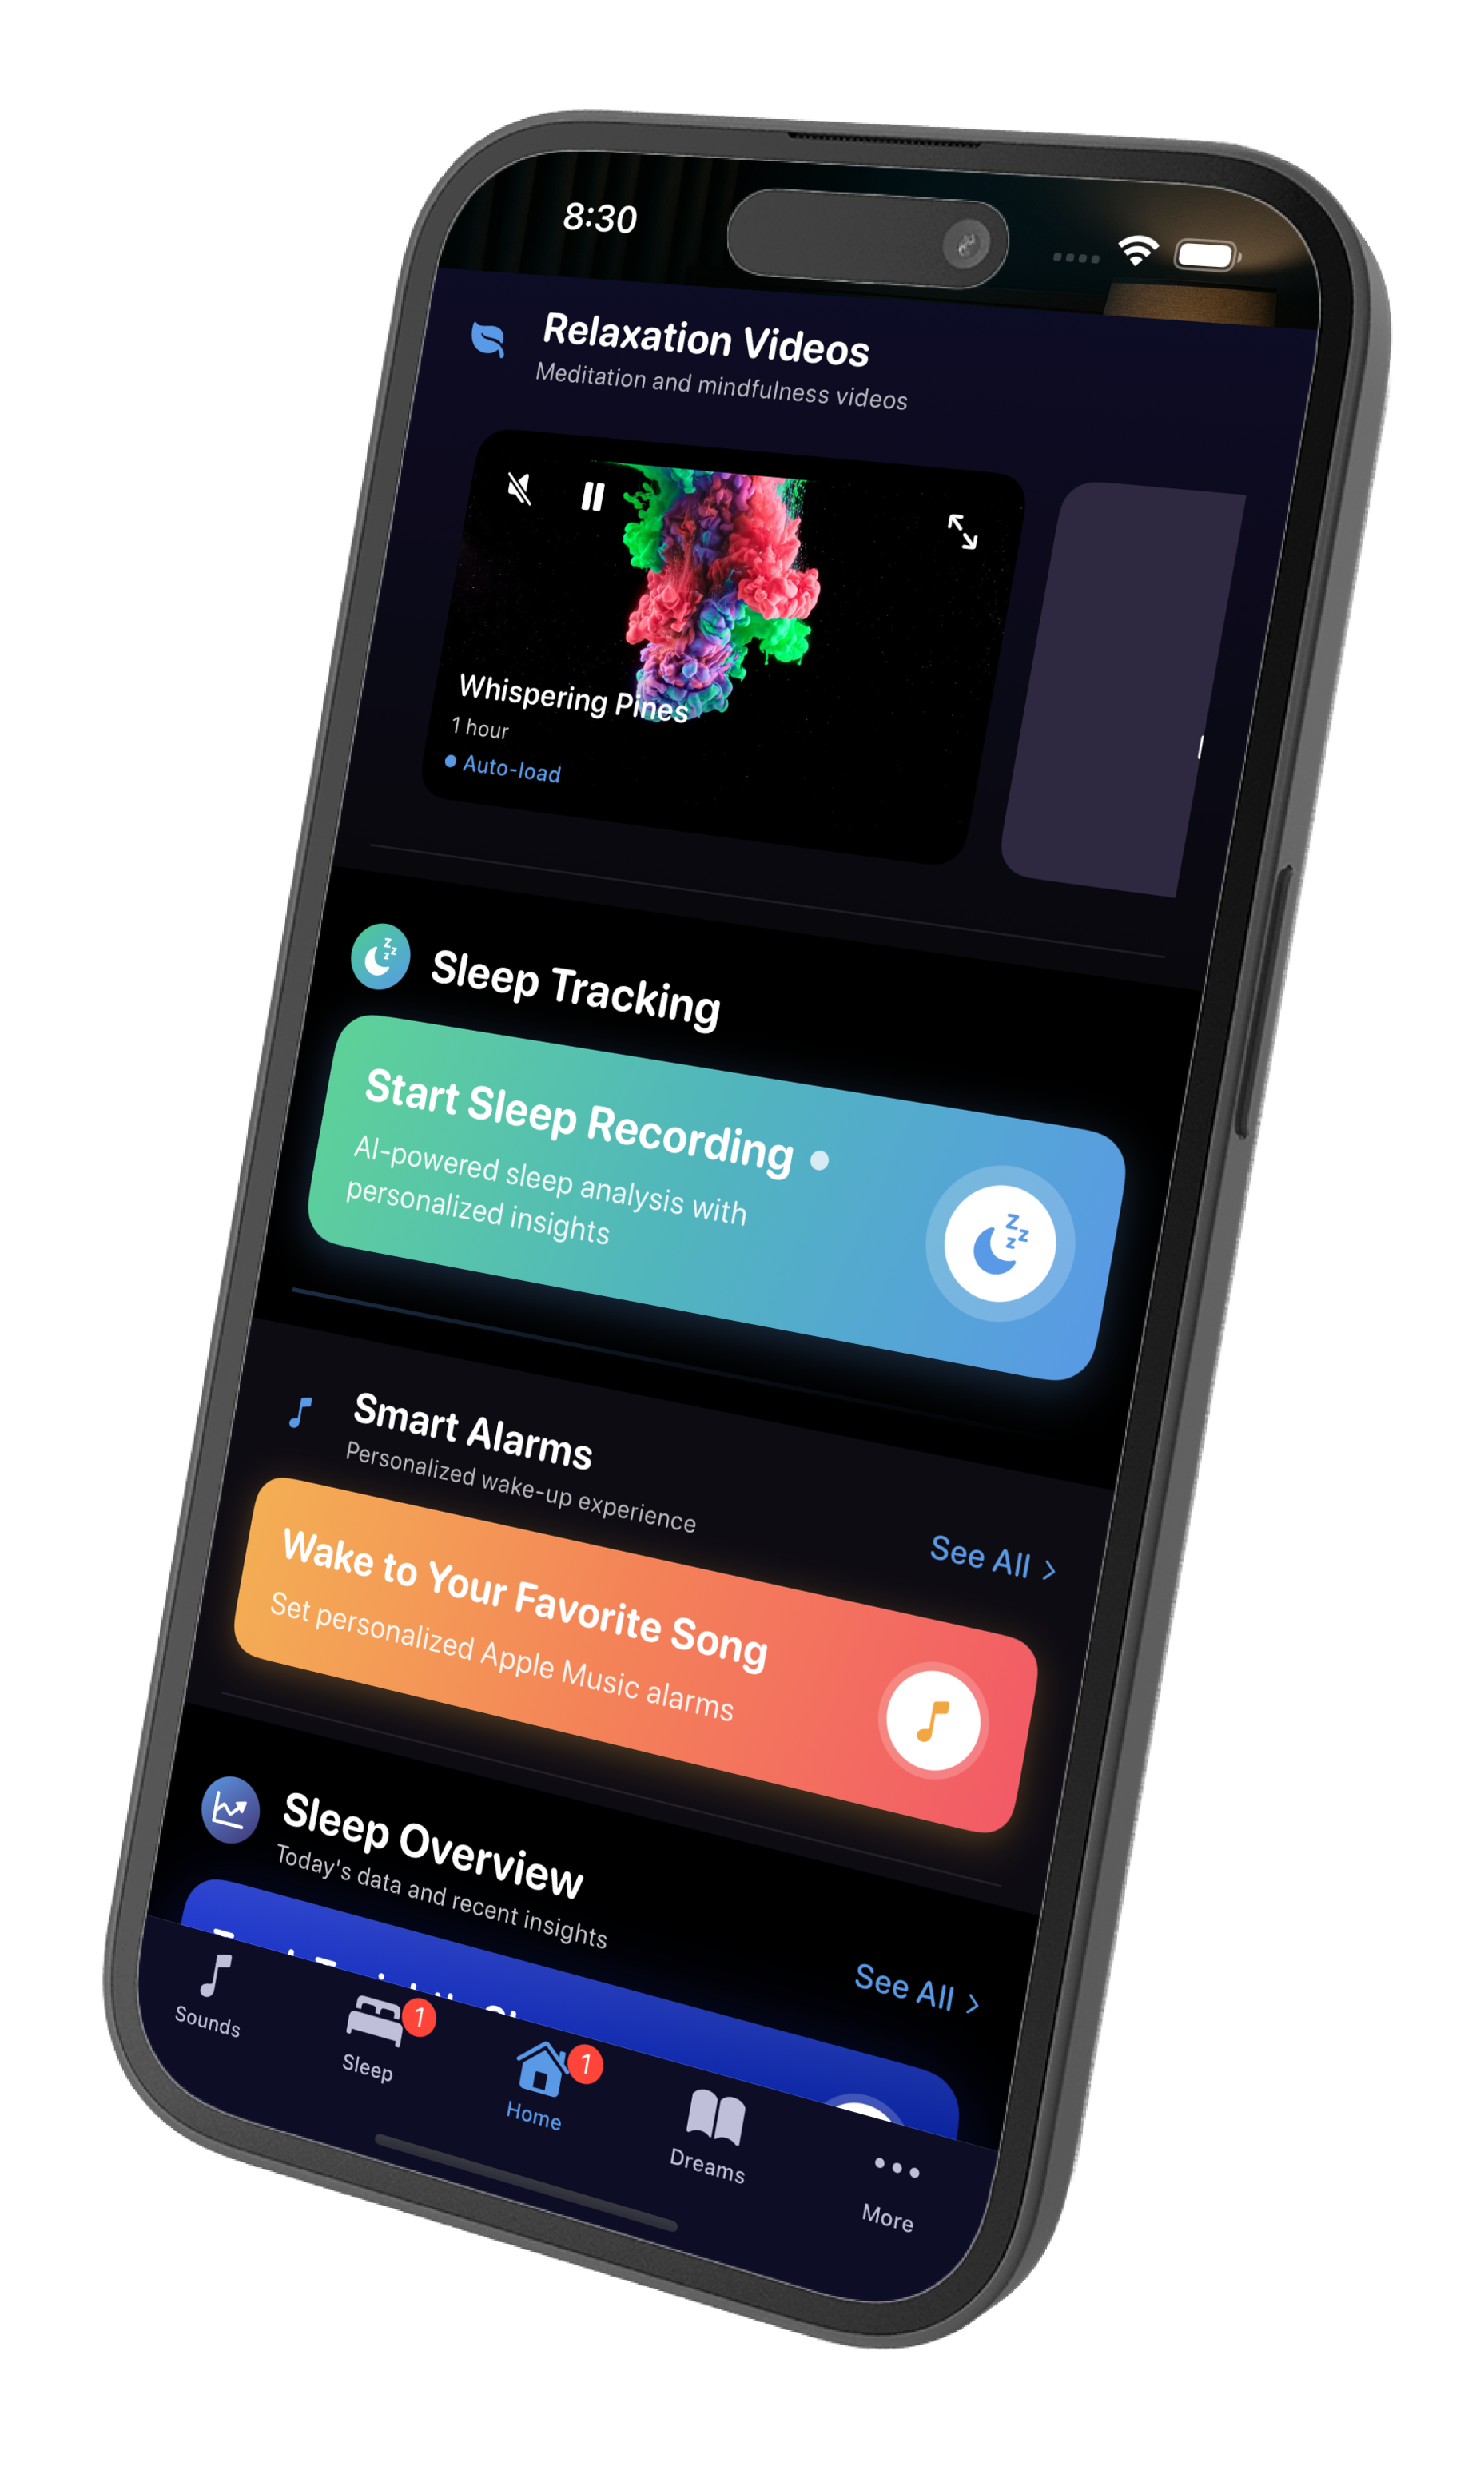 8:30
Relaxation Videos
Meditation and mindfulness videos
Whispering Pines
1 hour
Auto-load
Sleep Tracking
Start Sleep Recording
AI-powered sleep analysis with
personalized insights
Smart Alarms
Personalized wake-up experience
See All
Wake to Your Favorite Song
Set personalized Apple Music alarms
Sleep Overview
Today's data and recent insights
See All
Sounds
Sleep
1
Home
1
Dreams
More